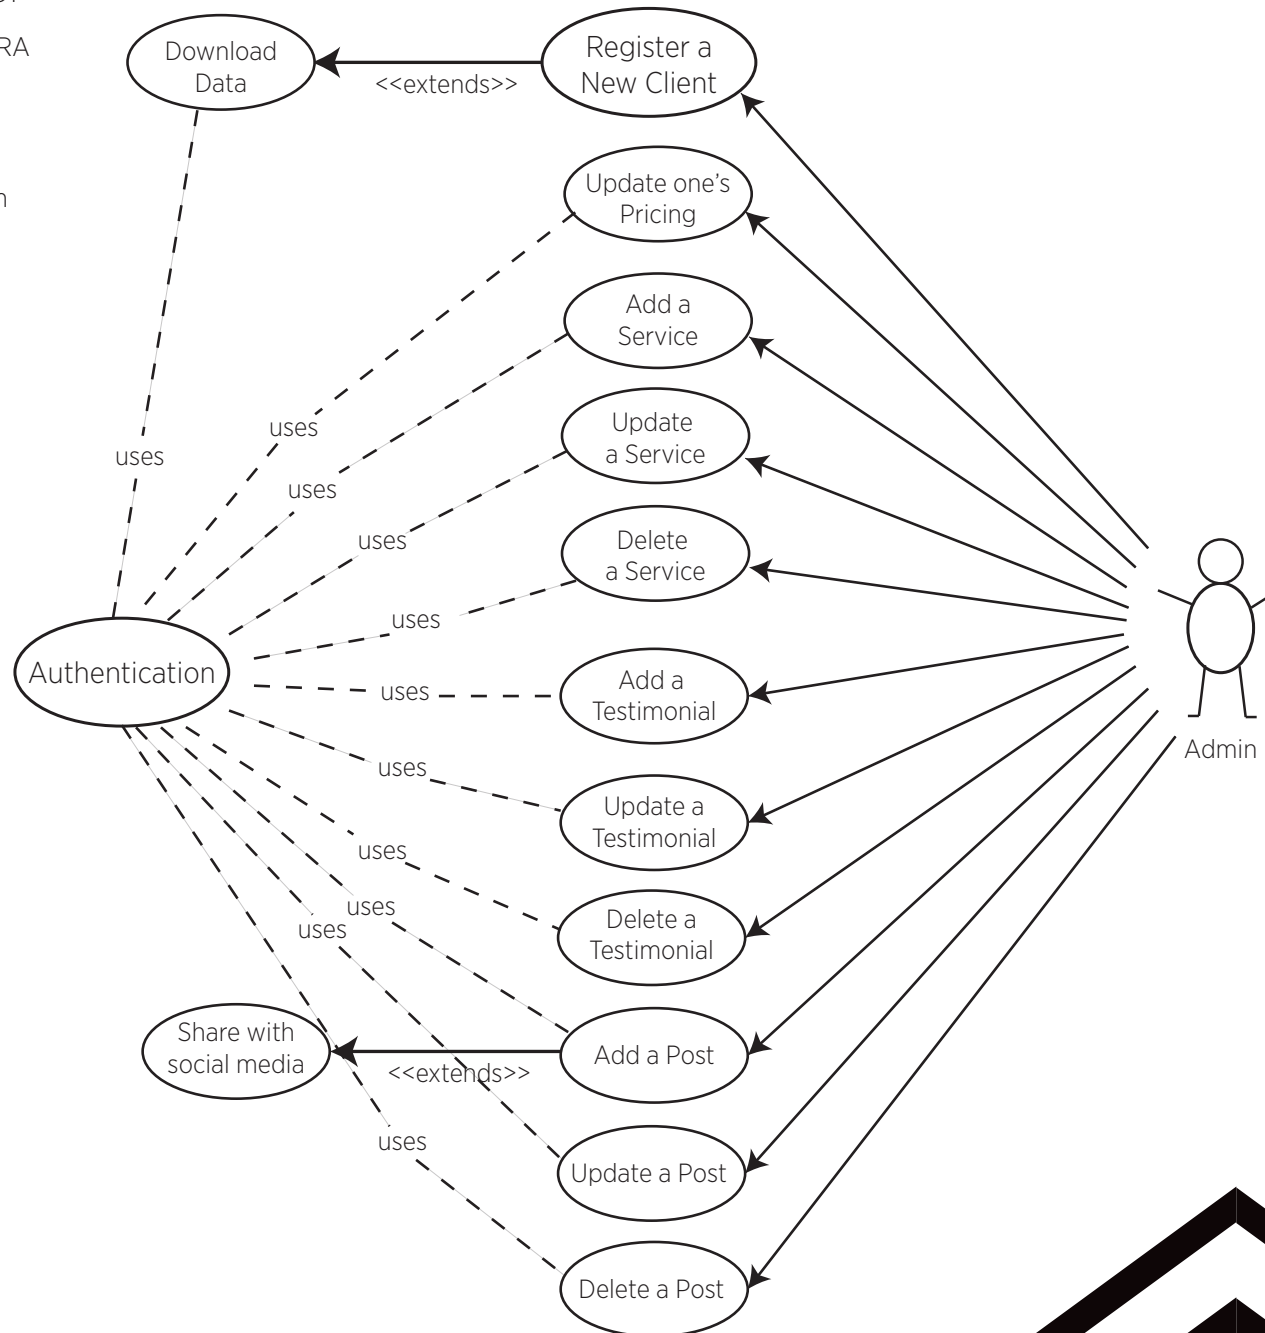 RA
Download
Data
<<extends>>
Register a
New Client
Update one's
Pricing
Add a
Service
Update
a Service
Delete
a Service
Add a
Testimonial
Update a
Testimonial
Delete a
Testimonial
Add a Post
Update a Post
Delete a Post
uses
uses
uses
uses
uses
uses
uses
uses
uses
uses
uses
Authentication
Share with
social media
<<extends>>
Admin